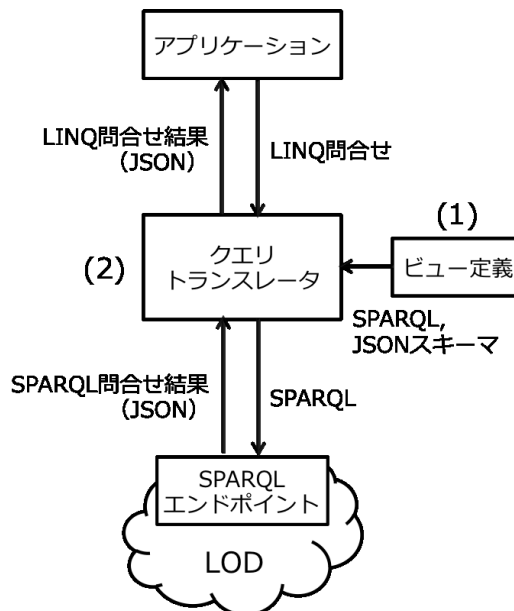 アプリケーション
LINQ問合せ結果
(JSON)
LINQ問合せ
(1)
(2)
クエリ
トランスレータ
ビュー定義
SPARQL,
JSONスキーマ
SPARQL問合せ結果
(JSON)
SPARQL
SPARQL
エンドポイント
LOD